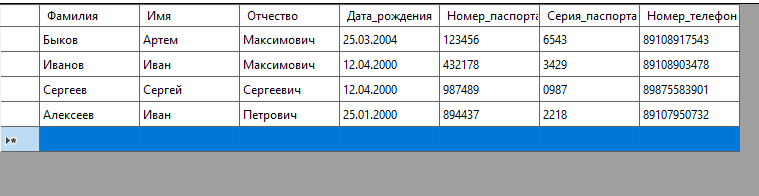 Фамилия Имя Отчество Дата_рождения Номер_паспорта Серия_паспорта Номер_телефон
Быков Артем Максимович 25.03.2004 123456 6543 89108917543
Иванов Иван Максимович 12.04.2000 432178 3429 89108903478
Сергеев Сергей Сергеевич 12.04.2000 987489 0987 89875583901
Алексеев Иван Петрович 25.01.2000 894437 2218 89107950732